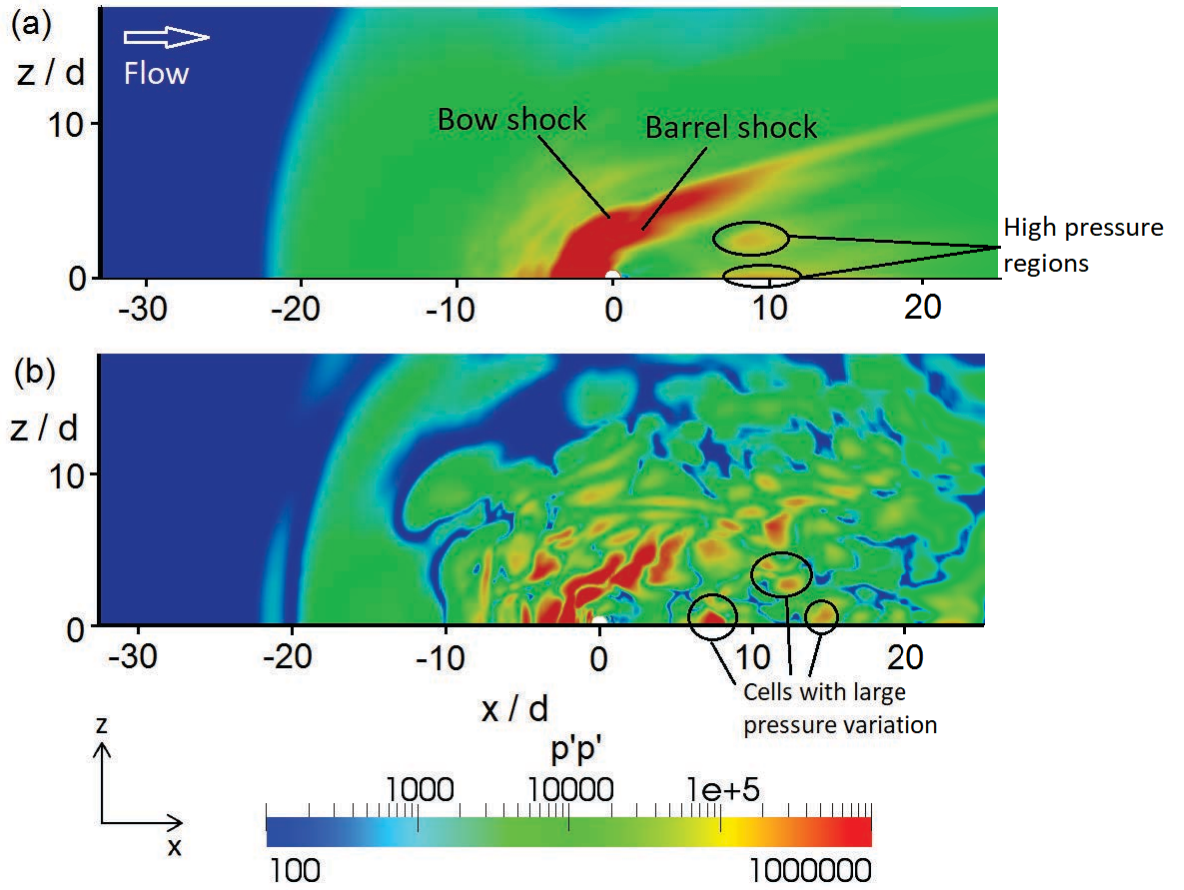 (a)
z / d
Flow
10
0
Bow shock
Barrel shock
High pressure
regions
-30 -20 -10 0 10 20
(b)
z / d
10
0
-30 -20 -10 0 10 20
Cells with large
pressure variation
x / d
z
x
p'p'
1000 10000 1e+5
100 1000000